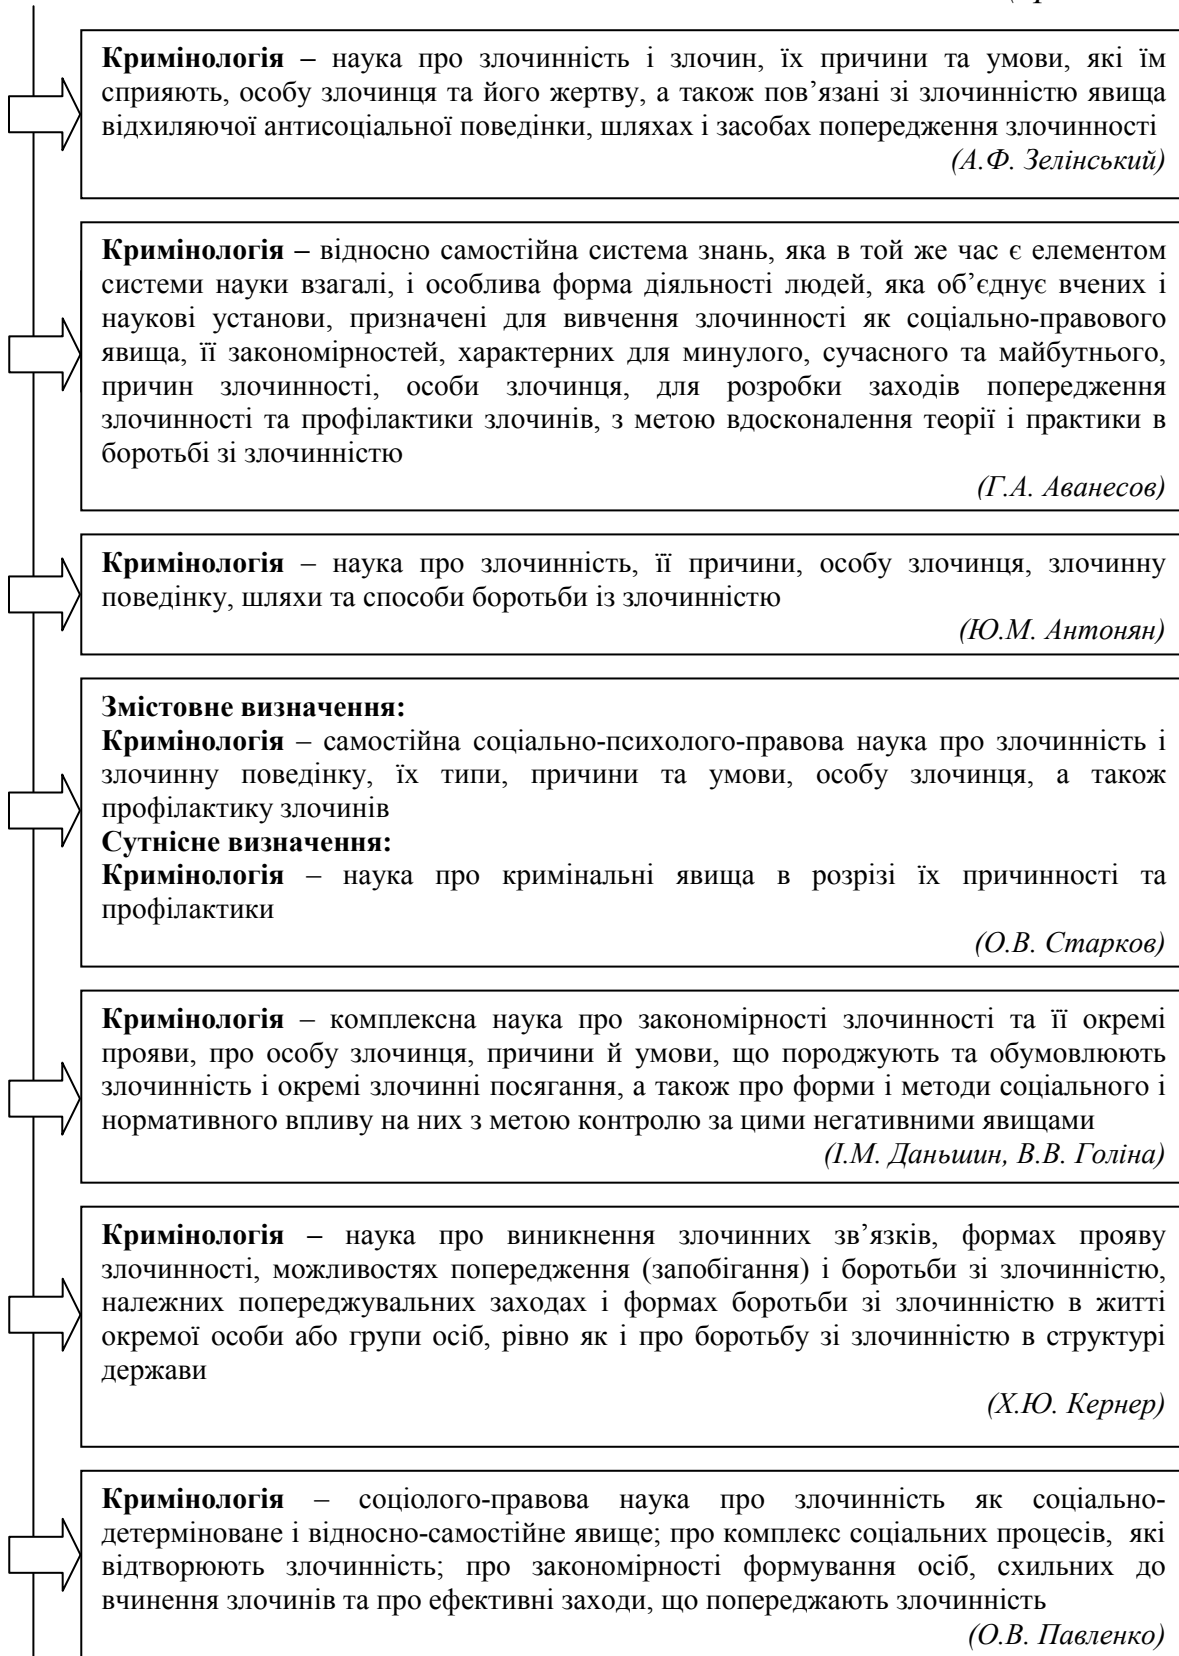 Кримінологія – наука про злочинність і злочин, їх причини та умови, які їм
сприяють, особу злочинця та його жертву, а також пов’язані зі злочинністю явища
відхиляючої антисоціальної поведінки, шляхах і засобах попередження злочинності
(А.Ф. Зелінський)
Кримінологія – відносно самостійна система знань, яка в той же час є елементом
системи науки взагалі, і особлива форма діяльності людей, яка об’єднує вчених і
наукові установи, призначені для вивчення злочинності як соціально-правового
явища, її закономірностей, характерних для минулого, сучасного та майбутнього,
причин злочинності, особи злочинця, для розробки заходів попередження
злочинності та профілактики злочинів, з метою вдосконалення теорії і практики в
боротьбі зі злочинністю
(Г.А. Аванесов)
Кримінологія – наука про злочинність, її причини, особу злочинця, злочинну
поведінку, шляхи та способи боротьби із злочинністю
(Ю.М. Антонян)
Змістовне визначення:
Кримінологія – самостійна соціально-психолого-правова наука про злочинність і
злочинну поведінку, їх типи, причини та умови, особу злочинця, а також
профілактику злочинів
Сутнісне визначення:
Кримінологія – наука про кримінальні явища в розрізі їх причинності та
профілактики
(О.В. Старков)
Кримінологія – комплексна наука про закономірності злочинності та її окремі
прояви, про особу злочинця, причини й умови, що породжують та обумовлюють
злочинність і окремі злочинні посягання, а також про форми і методи соціального і
нормативного впливу на них з метою контролю за цими негативними явищами
(І.М. Даньшин, В.В. Голіна)
Кримінологія – наука про виникнення злочинних зв’язків, формах прояву
злочинності, можливостях попередження (запобігання) і боротьби зі злочинністю,
належних попереджувальних заходах і формах боротьби зі злочинністю в житті
окремої особи або групи осіб, рівно як і про боротьбу зі злочинністю в структурі
держави
(Х.Ю. Кернер)
Кримінологія – соціолого-правова наука про злочинність як соціально-
детерміноване і відносно-самостійне явище; про комплекс соціальних процесів, які
відтворюють злочинність; про закономірності формування осіб, схильних до
вчинення злочинів та про ефективні заходи, що попереджають злочинність
(О.В. Павленко)